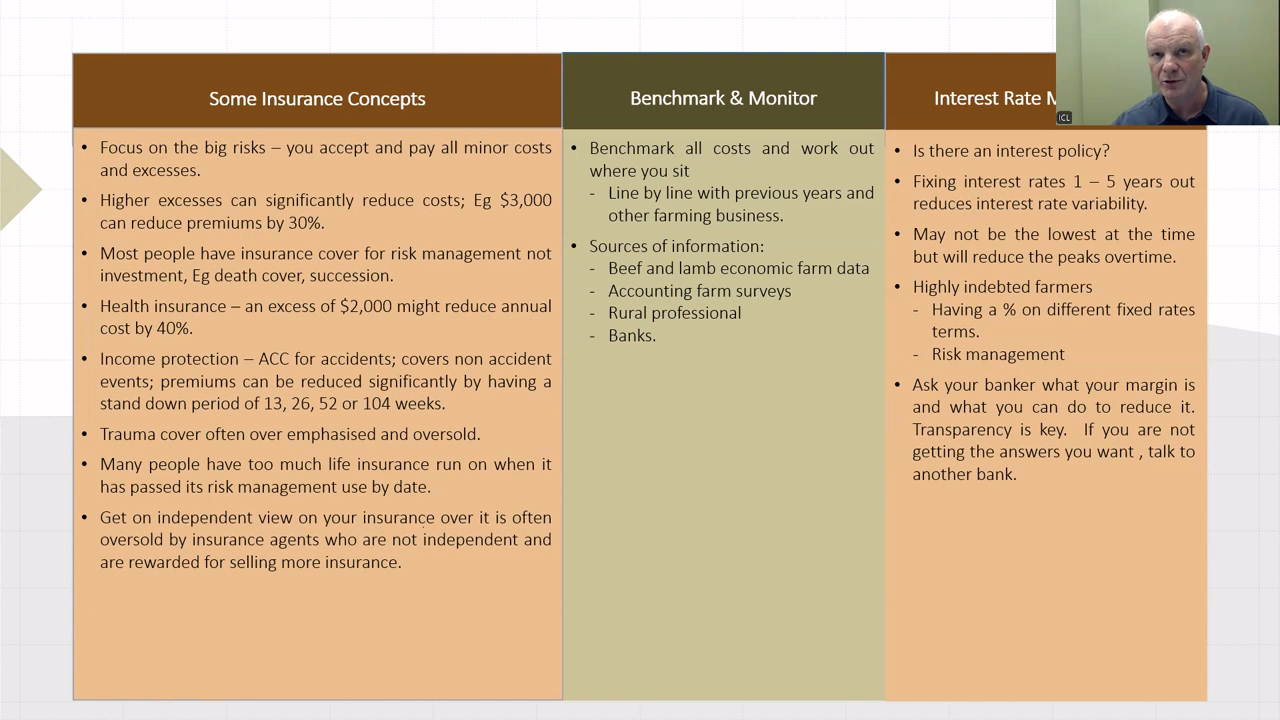 Some Insurance Concepts
• Focus on the big risks – you accept and pay all minor costs
and excesses.
• Higher excesses can significantly reduce costs; Eg $3,000
can reduce premiums by 30%.
• Most people have insurance cover for risk management not
investment, Eg death cover, succession.
• Health insurance – an excess of $2,000 might reduce annual
cost by 40%.
• Income protection – ACC for accidents; covers non accident
events; premiums can be reduced significantly by having a
stand down period of 13, 26, 52 or 104 weeks.
• Trauma cover often over emphasised and oversold.
• Many people have too much life insurance run on when it
has passed its risk management use by date.
• Get on independent view on your insurance over it is often
oversold by insurance agents who are not independent and
are rewarded for selling more insurance.
Benchmark & Monitor
• Benchmark all costs and work out
where you sit
- Line by line with previous years and
other farming business.
• Sources of information:
- Beef and lamb economic farm data
- Accounting farm surveys
- Rural professional
- Banks.
Interest Rate
• Is there an interest policy?
• Fixing interest rates 1 – 5 years out
reduces interest rate variability.
• May not be the lowest at the time
but will reduce the peaks overtime.
• Highly indebted farmers
- Having a % on different fixed rates
terms.
- Risk management
• Ask your banker what your margin is
and what you can do to reduce it.
Transparency is key. If you are not
getting the answers you want , talk to
another bank.
ICL